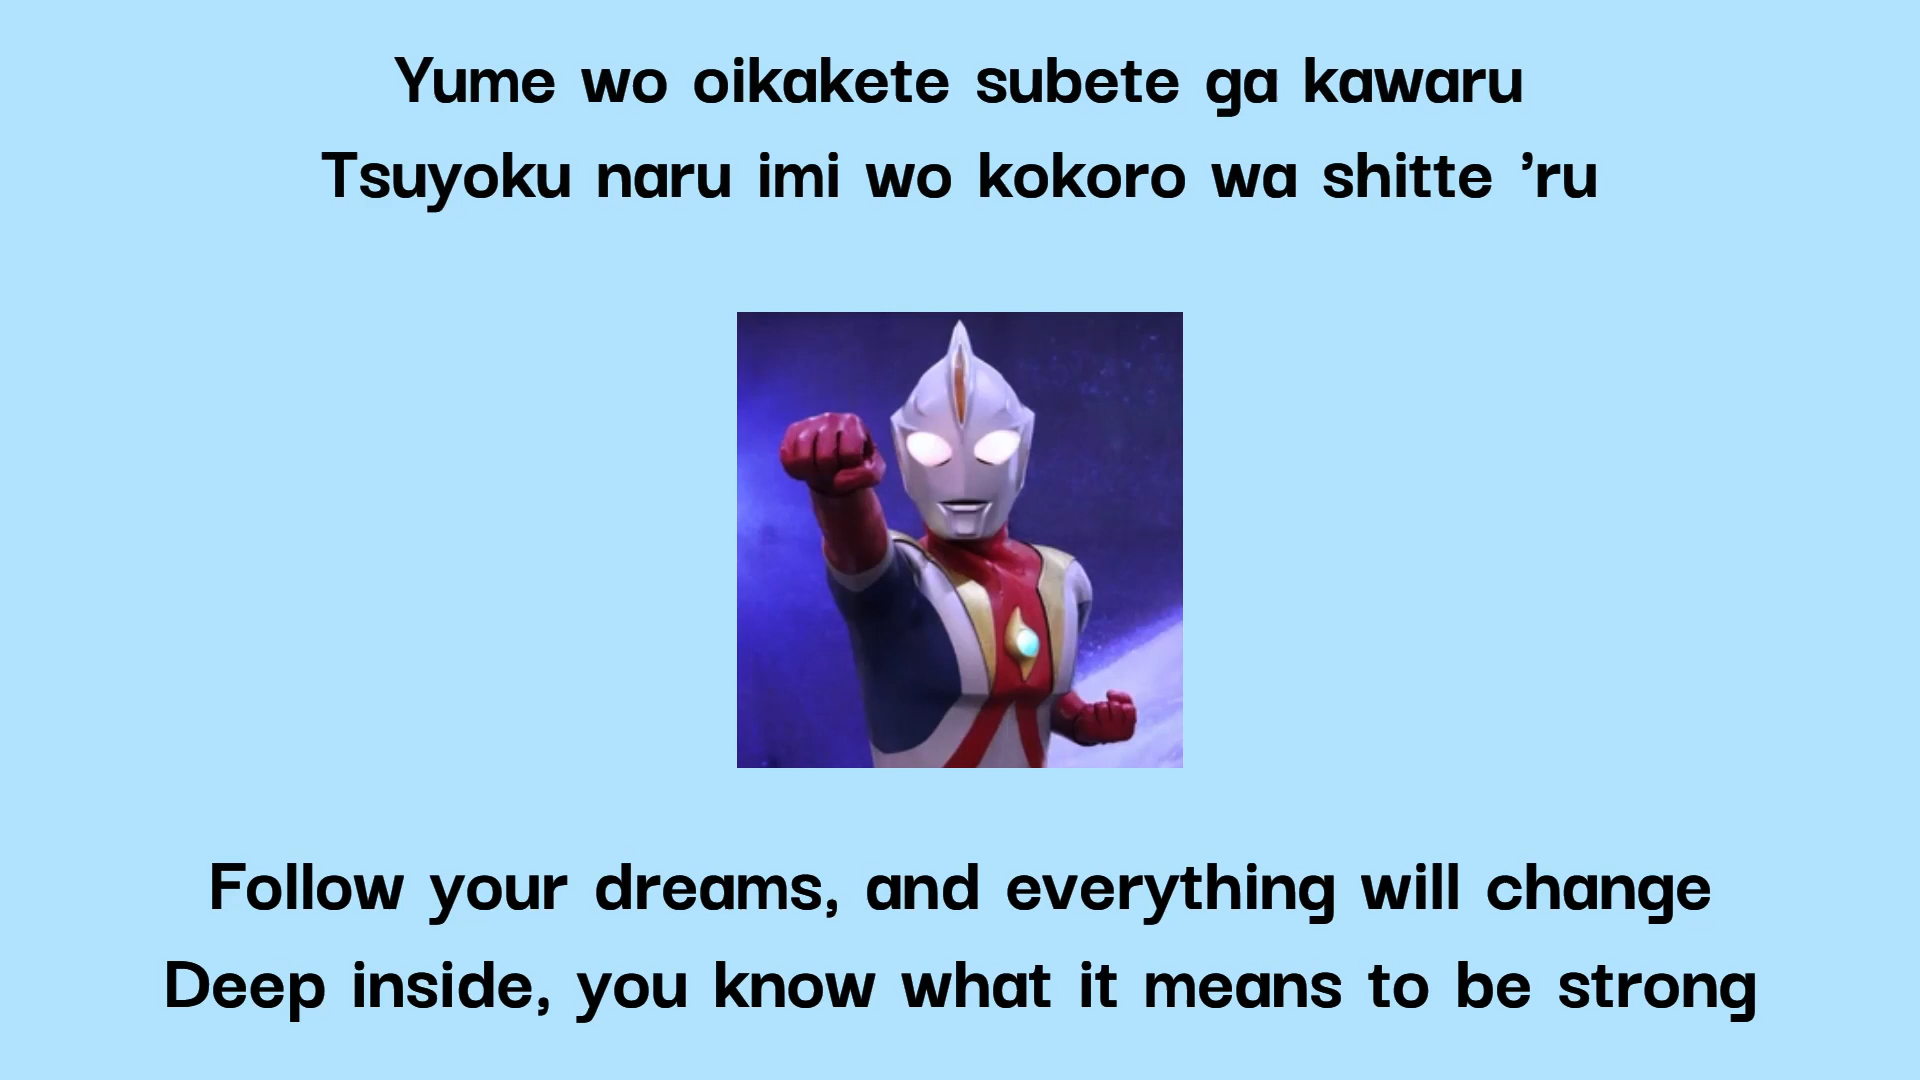 Yume wo oikakete subete ga kawaru
Tsuyoku naru imi wo kokoro wa shitte ’ru
Follow your dreams, and everything will change
Deep inside, you know what it means to be strong